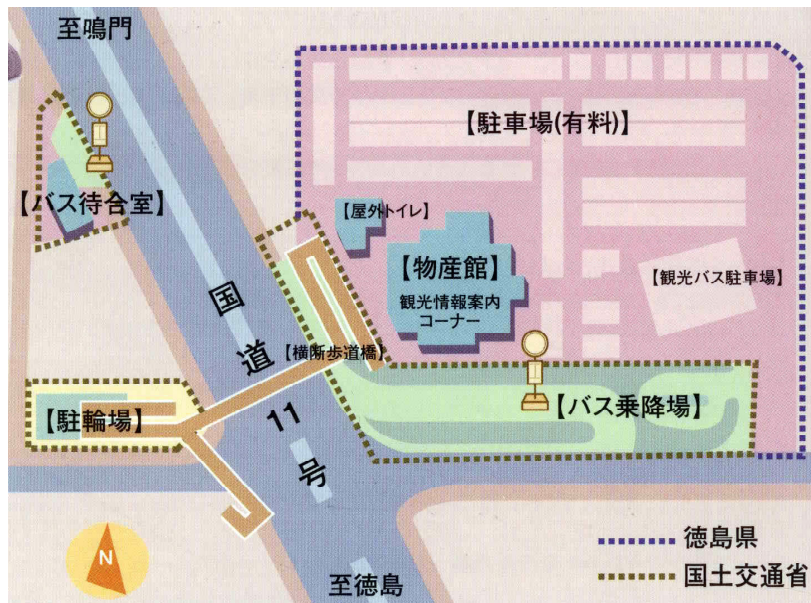 至鳴門
【駐車場(有料)】
【バス待合室】
【屋外トイレ】
【物産館】
観光情報案内
コーナー
【観光バス駐車場】
国道11号
【横断歩道橋】
【駐輪場】
【バス乗降場】
N
至徳島
徳島県
国土交通省